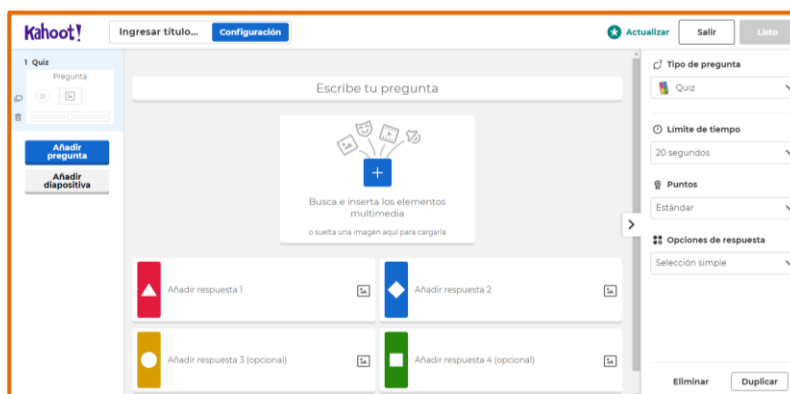 Kahoot!
Ingresar título...
Configuración
Actualizar
Salir
Listo
1 Quiz
Pregunta
Añadir
pregunta
Añadir
diapositiva
Escribe tu pregunta
Busca e inserta los elementos
multimedia
o suelta una imagen aquí para cargarla
Añadir respuesta 1
Añadir respuesta 2
Añadir respuesta 3 (opcional)
Añadir respuesta 4 (opcional)
Tipo de pregunta
Quiz
Límite de tiempo
20 segundos
Puntos
Estándar
Opciones de respuesta
Selección simple
Eliminar
Duplicar